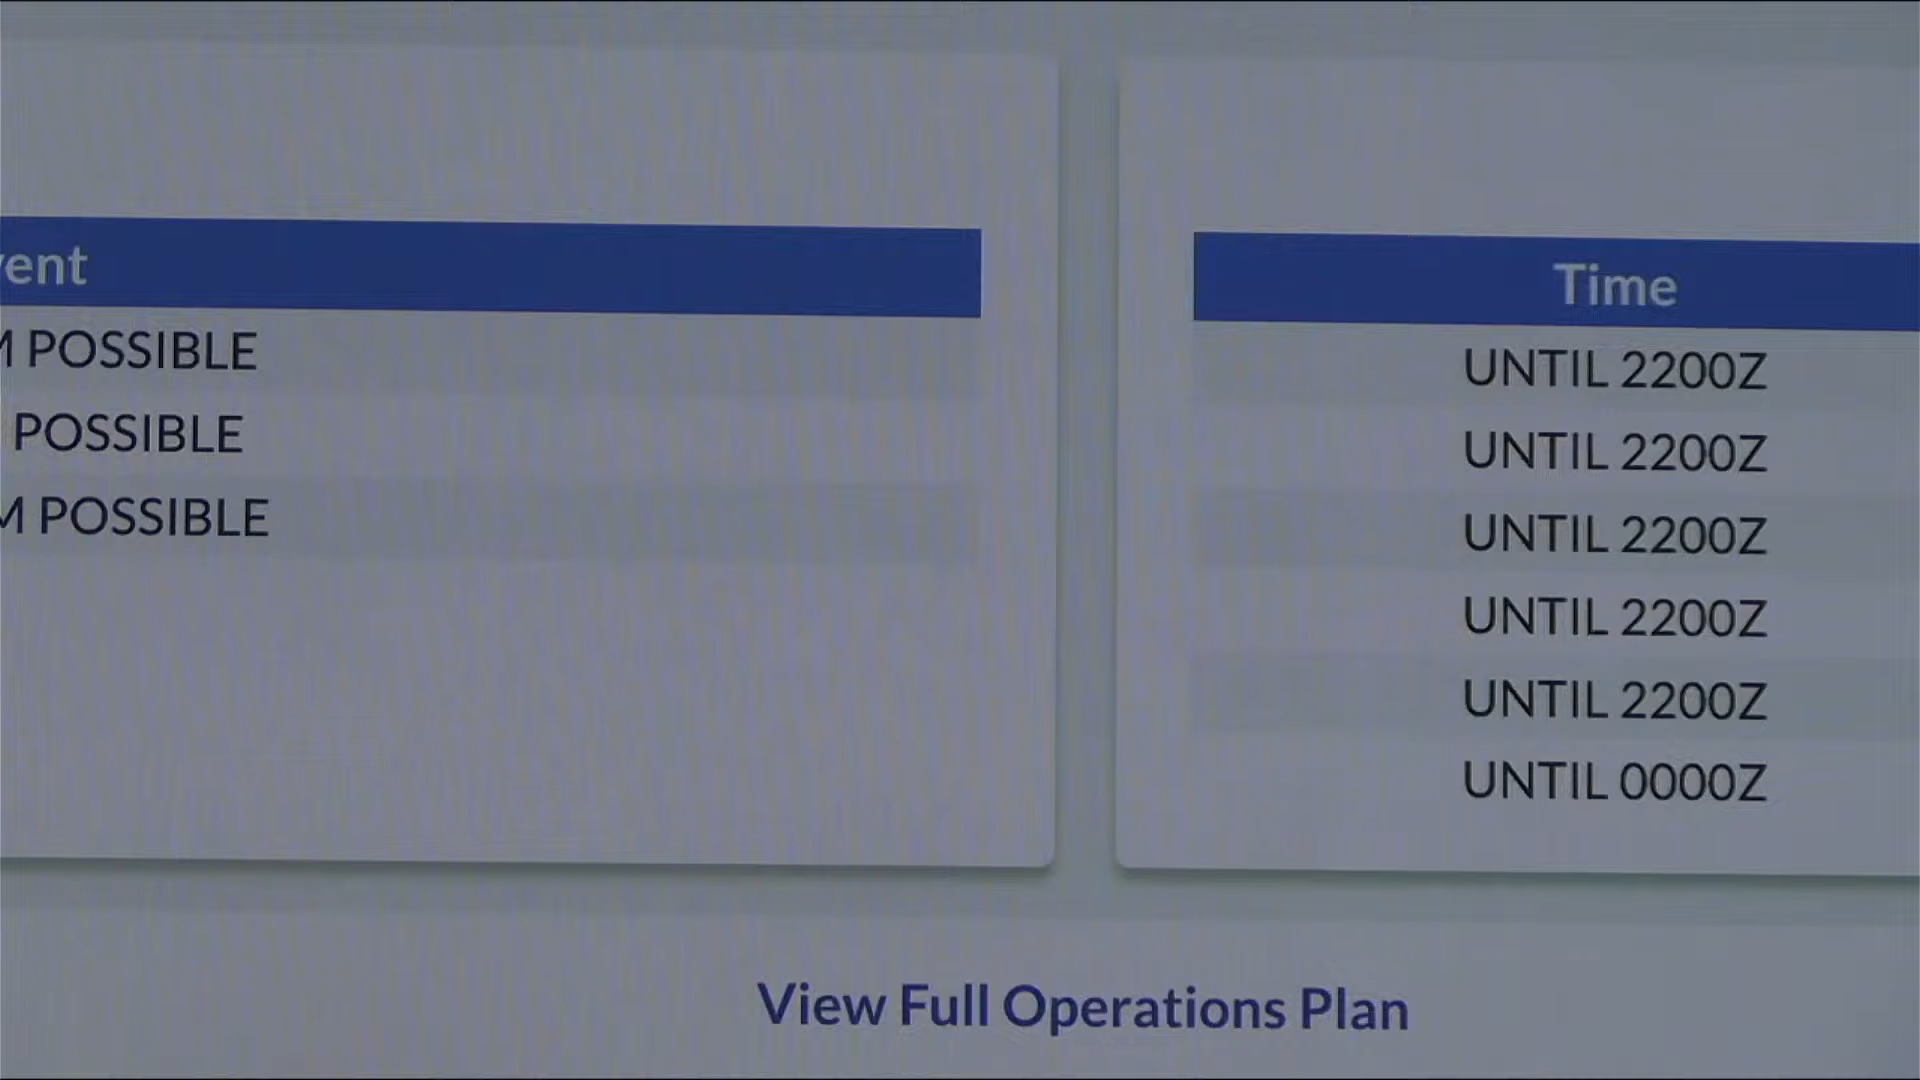 vent
M POSSIBLE
POSSIBLE
M POSSIBLE
Time
UNTIL 2200Z
UNTIL 2200Z
UNTIL 2200Z
UNTIL 2200Z
UNTIL 2200Z
UNTIL 0000Z
View Full Operations Plan